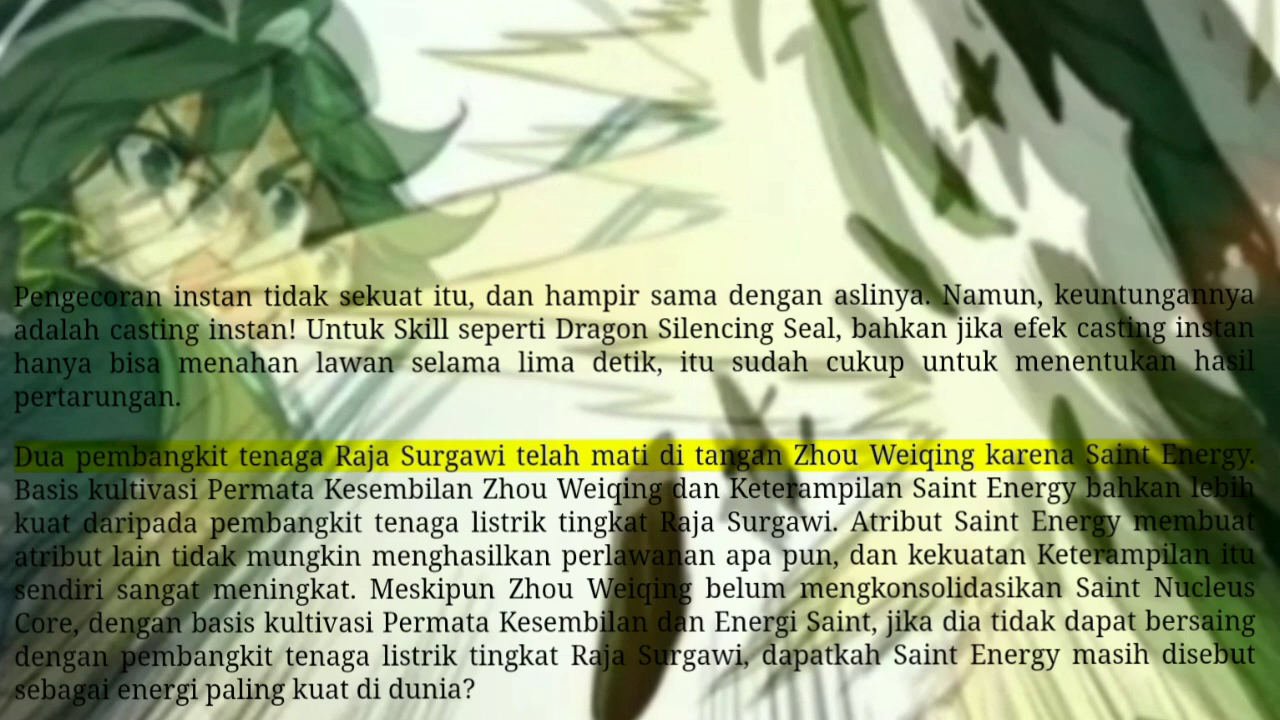 Pengecoran instan tidak sekuat itu, dan hampir sama dengan aslinya. Namun, keuntungannya
adalah casting instan! Untuk Skill seperti Dragon Silencing Seal, bahkan jika efek casting instan
hanya bisa menahan lawan selama lima detik, itu sudah cukup untuk menentukan hasil
pertarungan.
Dua pembangkit tenaga Raja Surgawi telah mati di tangan Zhou Weiqing karena Saint Energy.
Basis kultivasi Permata Kesembilan Zhou Weiqing dan Keterampilan Saint Energy bahkan lebih
kuat daripada pembangkit tenaga listrik tingkat Raja Surgawi. Atribut Saint Energy membuat
atribut lain tidak mungkin menghasilkan perlawanan apa pun, dan kekuatan Keterampilan itu
sendiri sangat meningkat. Meskipun Zhou Weiqing belum mengkonsolidasikan Saint Nucleus
Core, dengan basis kultivasi Permata Kesembilan dan Energi Saint, jika dia tidak dapat bersaing
dengan pembangkit tenaga listrik tingkat Raja Surgawi, dapatkah Saint Energy masih disebut
sebagai energi paling kuat di dunia?